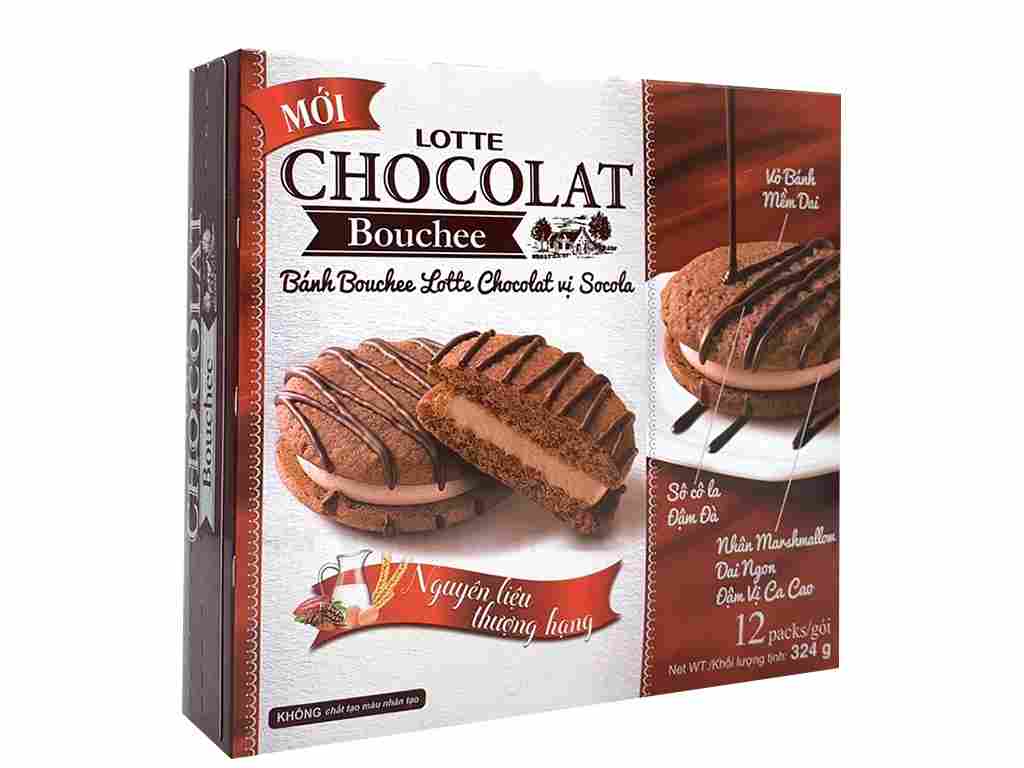 MỚI
LOTTE
CHOCOLAT
Bouchee
Bánh Bouchee Lotte Chocolat vị Socola
Nguyên liệu
thượng hạng
KHÔNG chất tạo màu nhân tạo
Vỏ Bánh
Mềm Dai
Sô cô la
Đậm Đà
Nhân Marshmallow
Dai Ngon
Đậm Vị Ca Cao
12 packs/gói
Net WT./Khối lượng tịnh: 324 g
CHOCOLAT
Bouchee